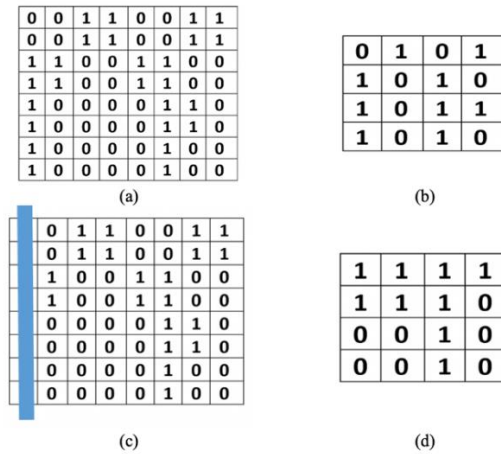 0 0 1 1 0 0 1 1
0 0 1 1 0 0 1 1
1 1 0 0 1 1 0 0
1 1 0 0 1 1 0 0
1 0 0 0 0 1 1 0
1 0 0 0 0 1 1 0
1 0 0 0 0 1 0 0
1 0 0 0 0 1 0 0
(a)
0 1 0 1
1 0 1 0
1 0 1 1
1 0 1 0
(b)
0 1 1 0 0 1 1
0 1 1 0 0 1 1
1 0 0 1 1 0 0
1 0 0 1 1 0 0
0 0 0 0 1 1 0
0 0 0 0 1 1 0
0 0 0 0 1 0 0
0 0 0 0 1 0 0
(c)
1 1 1 1
1 1 1 0
0 0 1 0
0 0 1 0
(d)